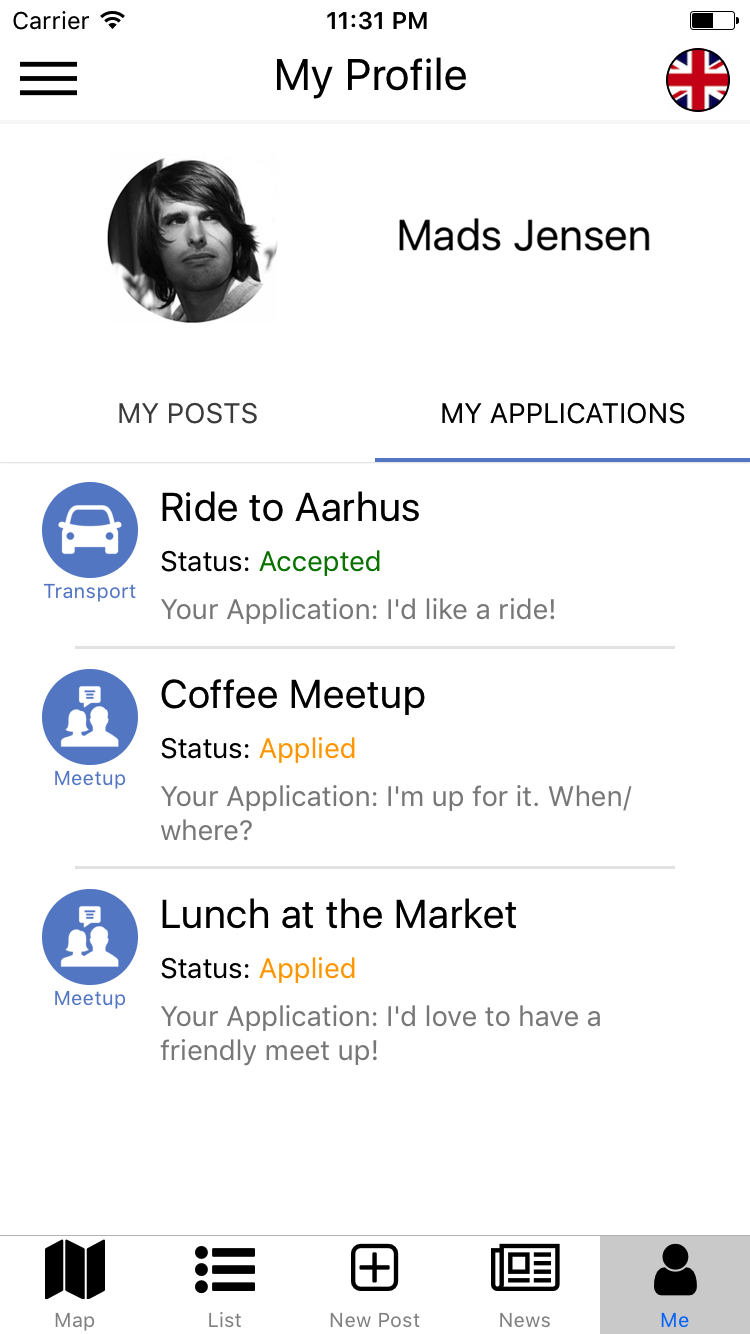 Carrier 11:31 PM
My Profile
Mads Jensen
MY POSTS MY APPLICATIONS
Ride to Aarhus
Status: Accepted
Transport
Your Application: I'd like a ride!
Coffee Meetup
Status: Applied
Meetup
Your Application: I'm up for it. When/
where?
Lunch at the Market
Status: Applied
Meetup
Your Application: I'd love to have a
friendly meet up!
Map List New Post News Me